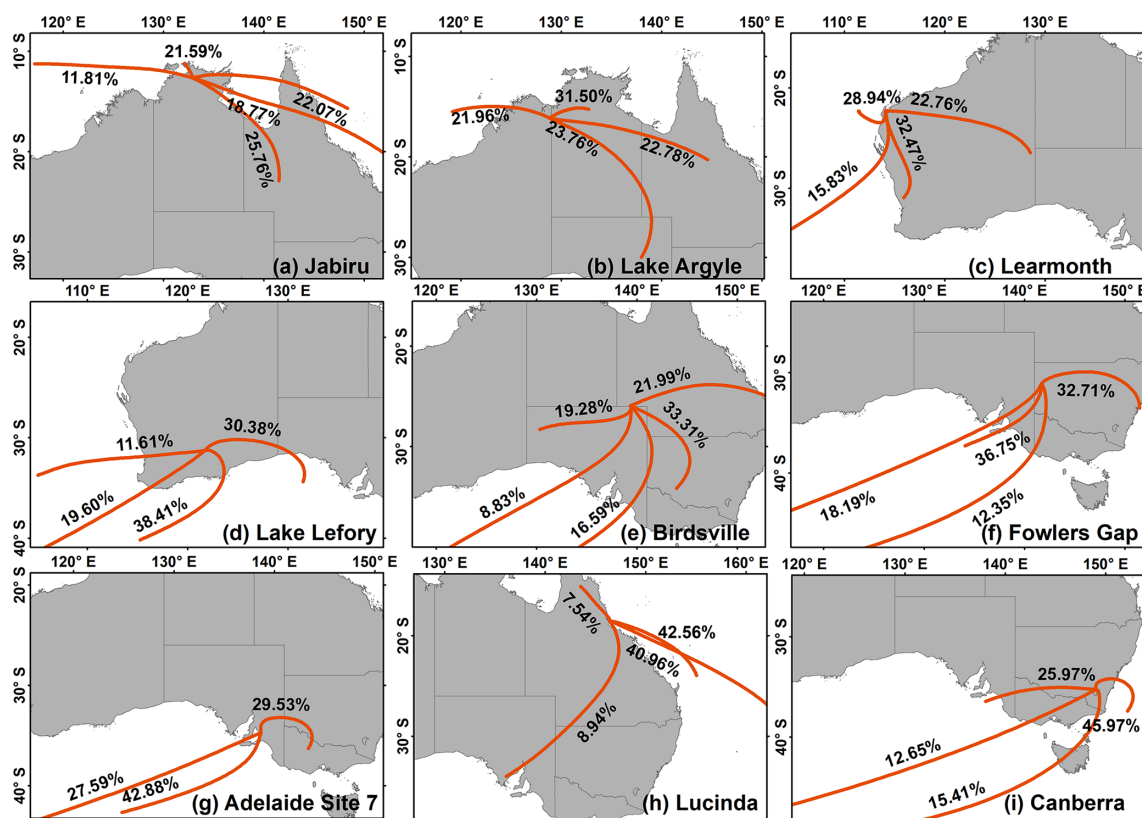 120° E 130° E 140° E 150° E
10° S
20° S
30° S
21.59%
11.81%
22.07%
18.77%
25.76%
(a) Jabiru
120° E 130° E 140° E 150° E
10° S
20° S
30° S
31.50%
21.96%
23.76%
22.78%
(b) Lake Argyle
120° E 130° E
20° S
30° S
28.94%
22.76%
32.47%
15.83%
(c) Learmonth
110° E 120° E 130° E
20° S
30° S
40° S
30.38%
11.61%
19.60%
38.41%
(d) Lake Lefory
130° E 140° E 150° E
20° S
30° S
21.99%
19.28%
33.31%
8.83%
16.59%
(e) Birdsville
120° E 130° E 140° E 150° E
30° S
40° S
32.71%
36.75%
18.19%
12.35%
(f) Fowlers Gap
120° E 130° E 140° E 150° E
20° S
30° S
40° S
29.53%
27.59%
42.88%
(g) Adelaide Site 7
130° E 140° E 150° E 160° E
20° S
30° S
7.54%
42.56%
40.96%
8.94%
(h) Lucinda
120° E 130° E 140° E 150° E
30° S
40° S
25.97%
45.97%
12.65%
15.41%
(i) Canberra